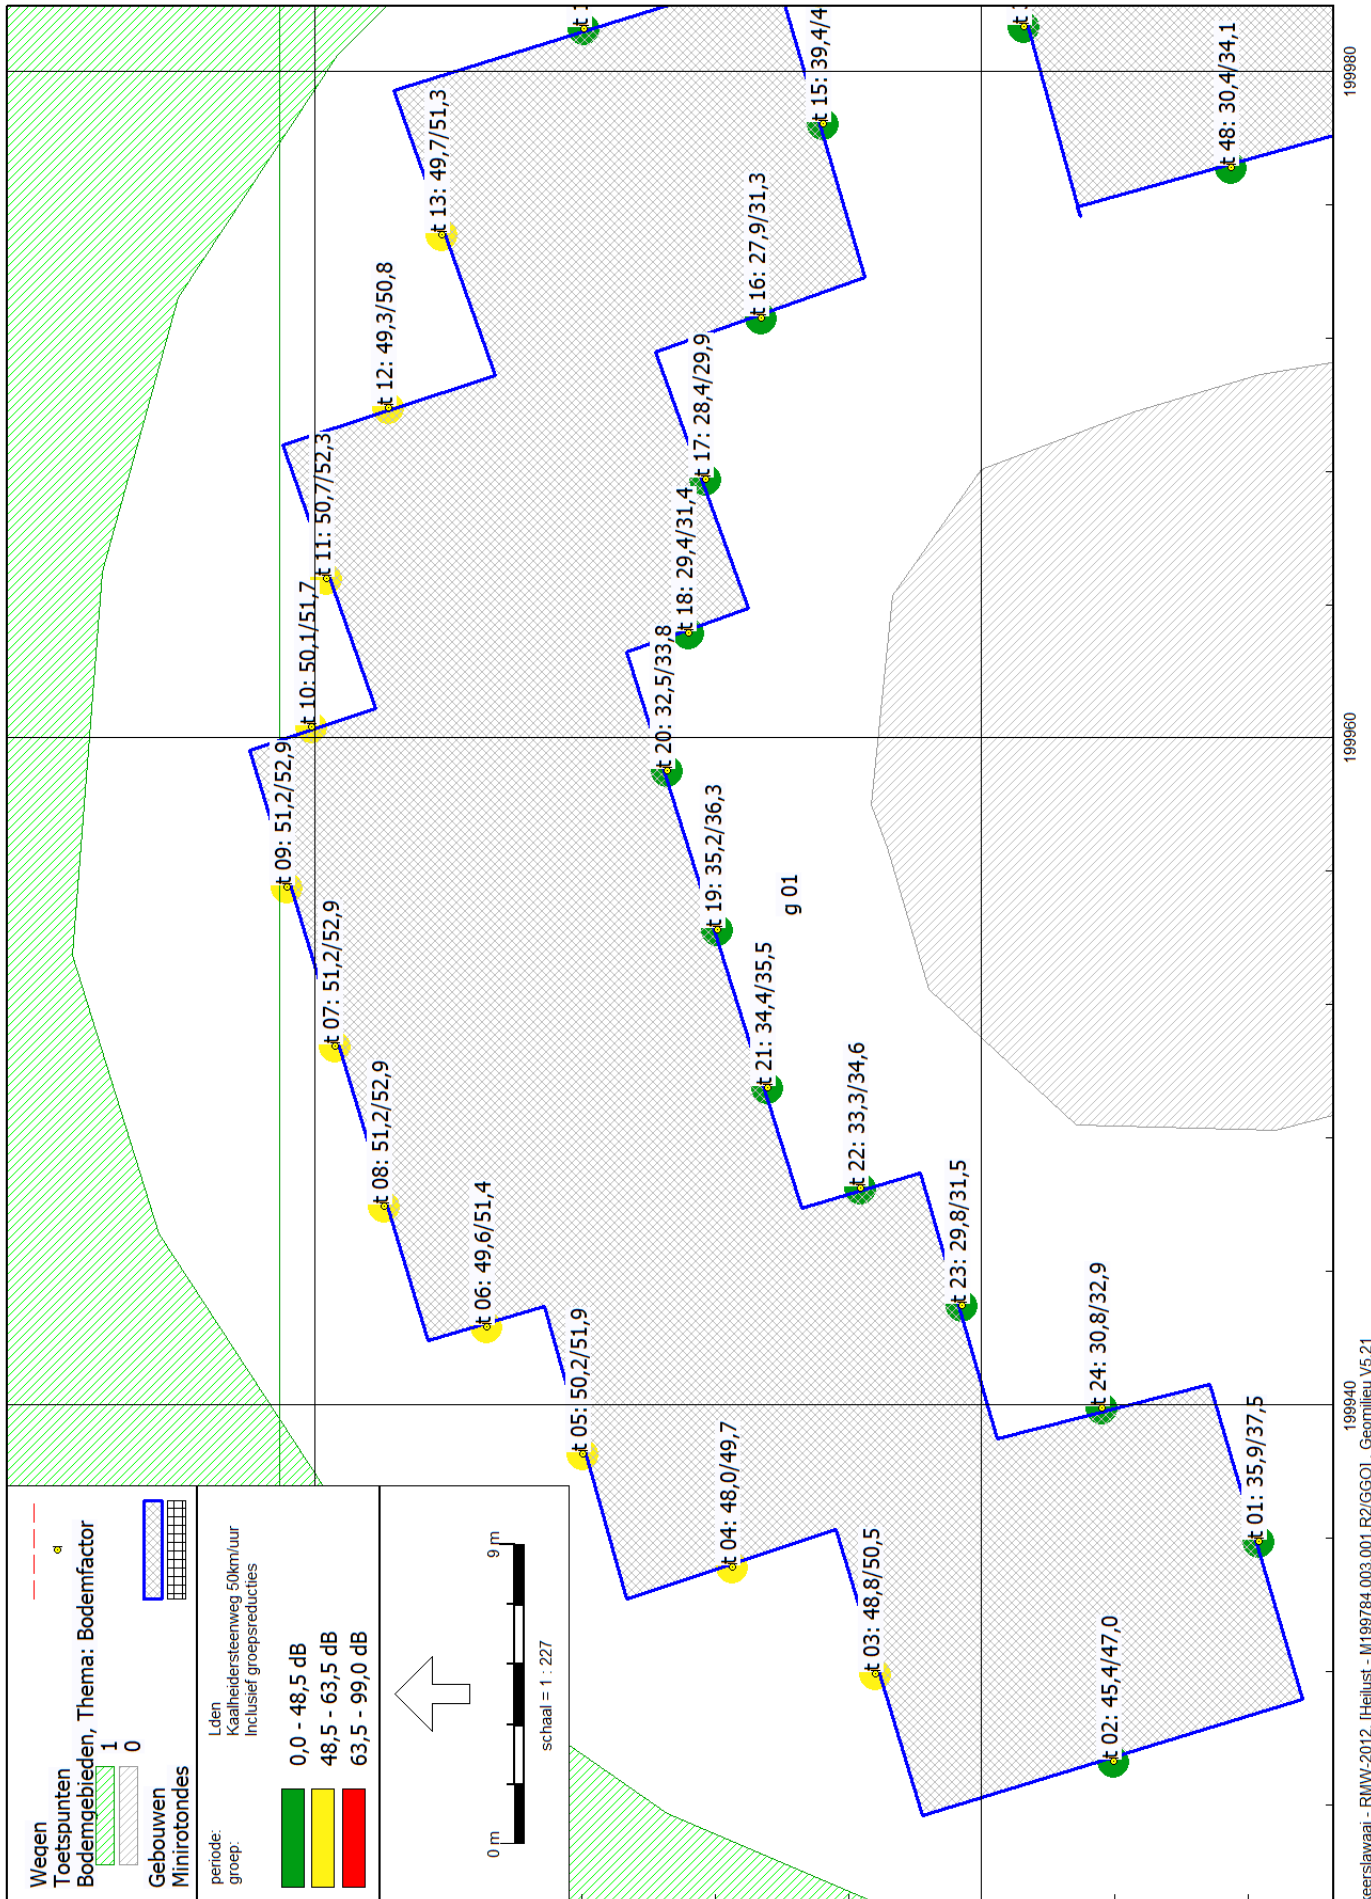 Wegen
Toetspunten
Bodemgebieden, Thema: Bodemfactor
1
0
Gebouwen
Minirotondes
periode: Lden
groep: Kaalheidersteenweg 50km/uur
Inclusief groepsreducties
0,0 - 48,5 dB
48,5 - 63,5 dB
63,5 - 99,0 dB
0 m
9 m
schaal = 1 : 227
t 13: 49,7/51,3
t 12: 49,3/50,8
t 11: 50,7/52,3
t 10: 50,1/51,7
t 09: 51,2/52,9
t 07: 51,2/52,9
t 08: 51,2/52,9
t 06: 49,6/51,4
t 05: 50,2/51,9
t 04: 48,0/49,7
t 03: 48,8/50,5
t 02: 45,4/47,0
t 01: 35,9/37,5
t 24: 30,8/32,9
t 23: 29,8/31,5
t 22: 33,3/34,6
t 21: 34,4/35,5
t 19: 35,2/36,3
t 20: 32,5/33,8
t 18: 29,4/31,4
t 17: 28,4/29,9
t 16: 27,9/31,3
t 15: 39,4/4
t 48: 30,4/34,1
g 01
199940
199960
199980
eerslawaai - RMW-2012, [Heilust - M199784.003.001.R2/GGO] , Geomilieu V5.21